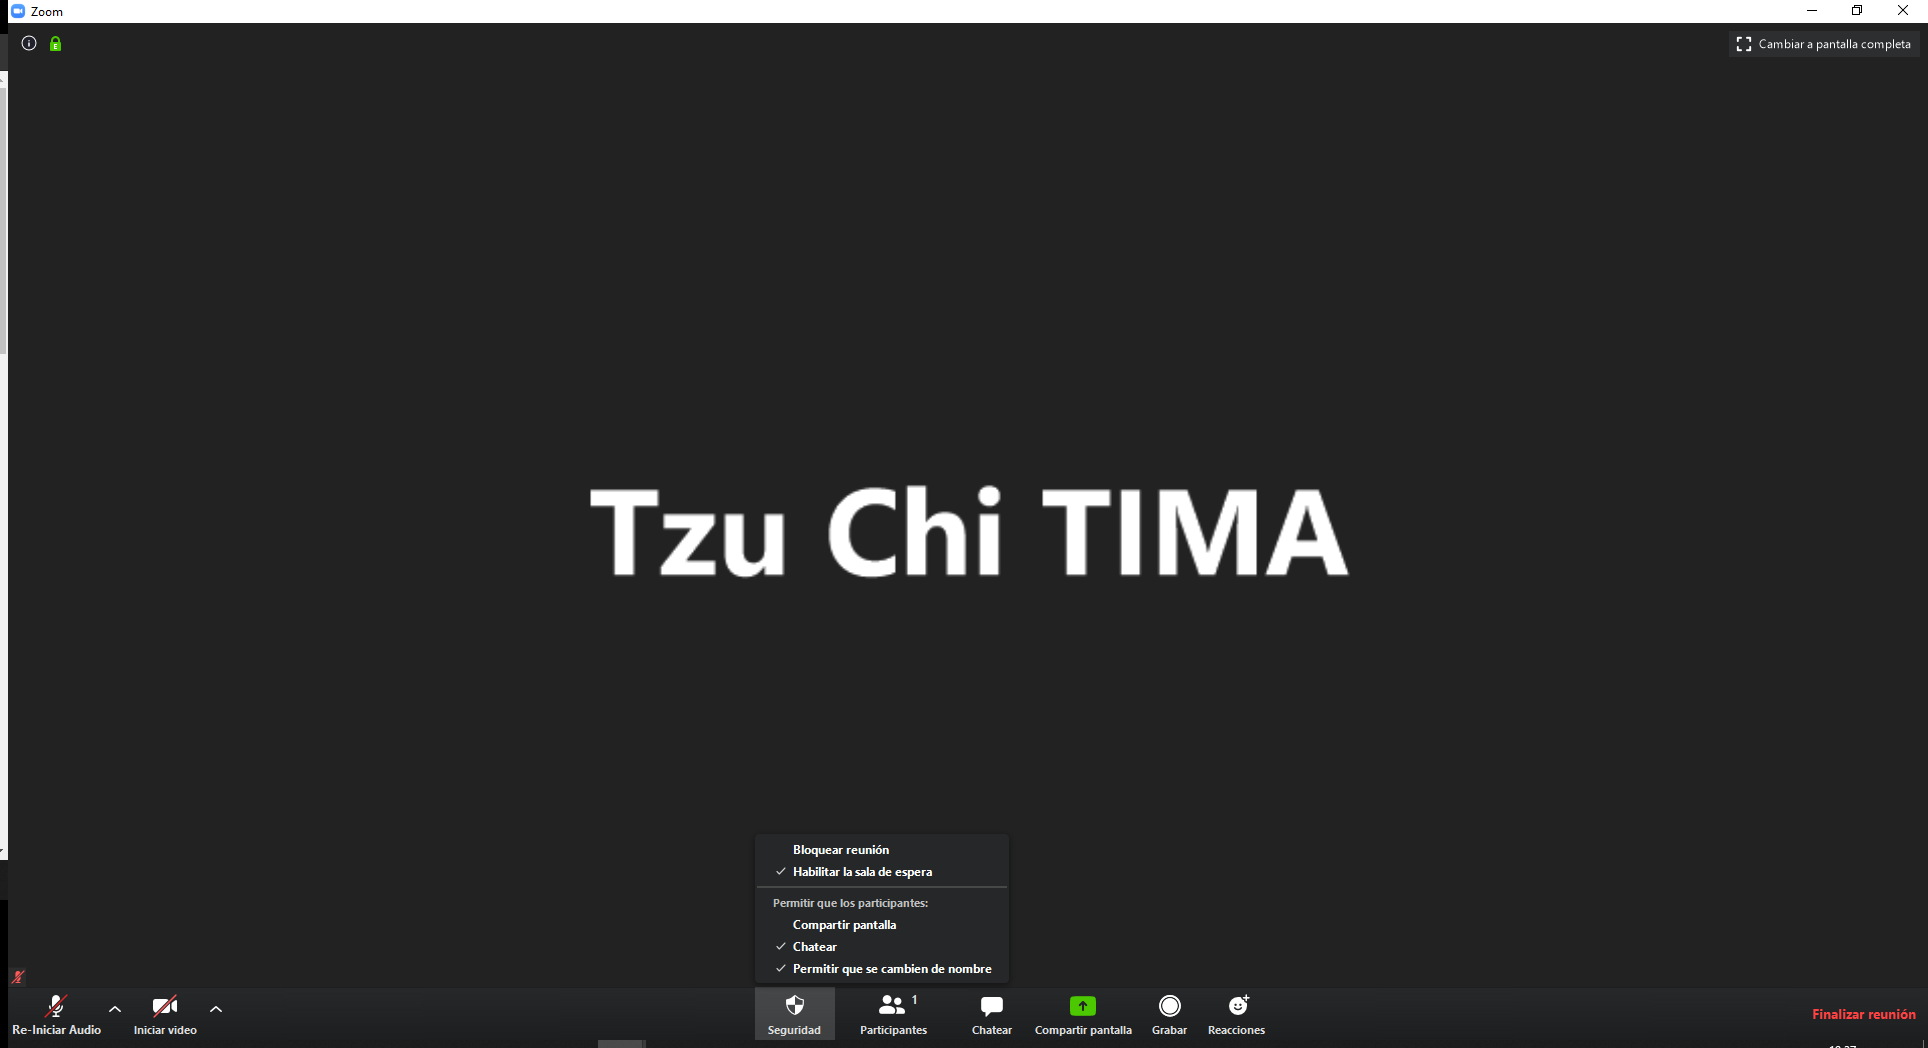 Zoom
Cambiar a pantalla completa
Tzu Chi TIMA
Bloquear reunión
Habilitar la sala de espera
Permitir que los participantes:
Compartir pantalla
Chatear
Permitir que se cambien de nombre
Re-Iniciar Audio
Iniciar video
Seguridad
Participantes
1
Chatear
Compartir pantalla
Grabar
Reacciones
Finalizar reunión